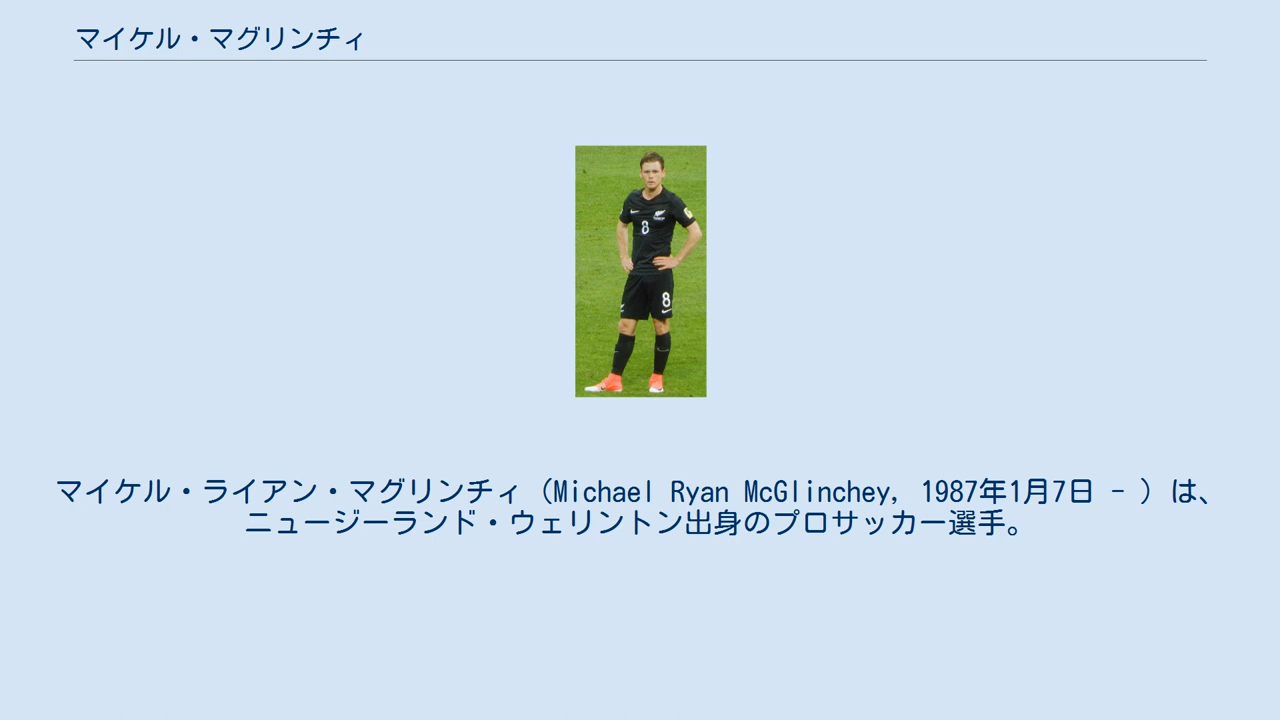 マイケル・マグリンチィ
8
8
マイケル・ライアン・マグリンチィ（Michael Ryan McGlinchey, 1987年1月7日 - ）は、
ニュージーランド・ウェリントン出身のプロサッカー選手。